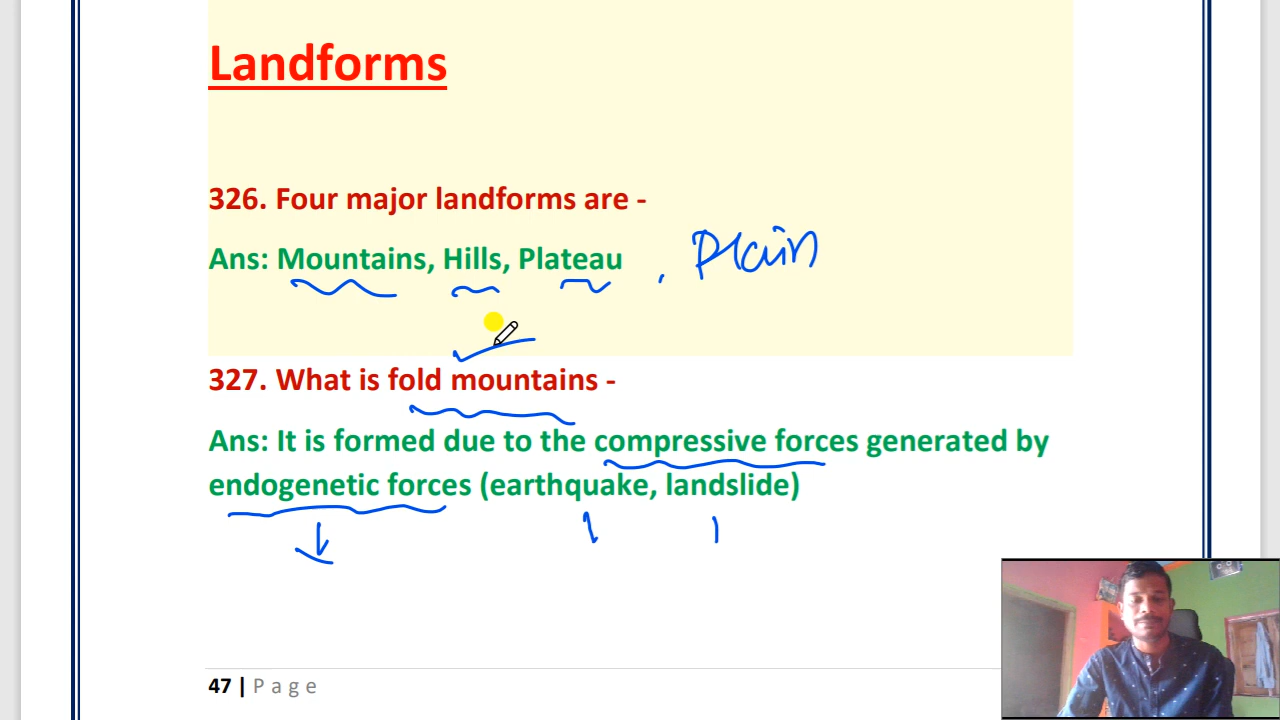 Landforms
326. Four major landforms are -
Ans: Mountains, Hills, Plateau , Plain
327. What is fold mountains -
Ans: It is formed due to the compressive forces generated by
endogenetic forces (earthquake, landslide)
47 | Page